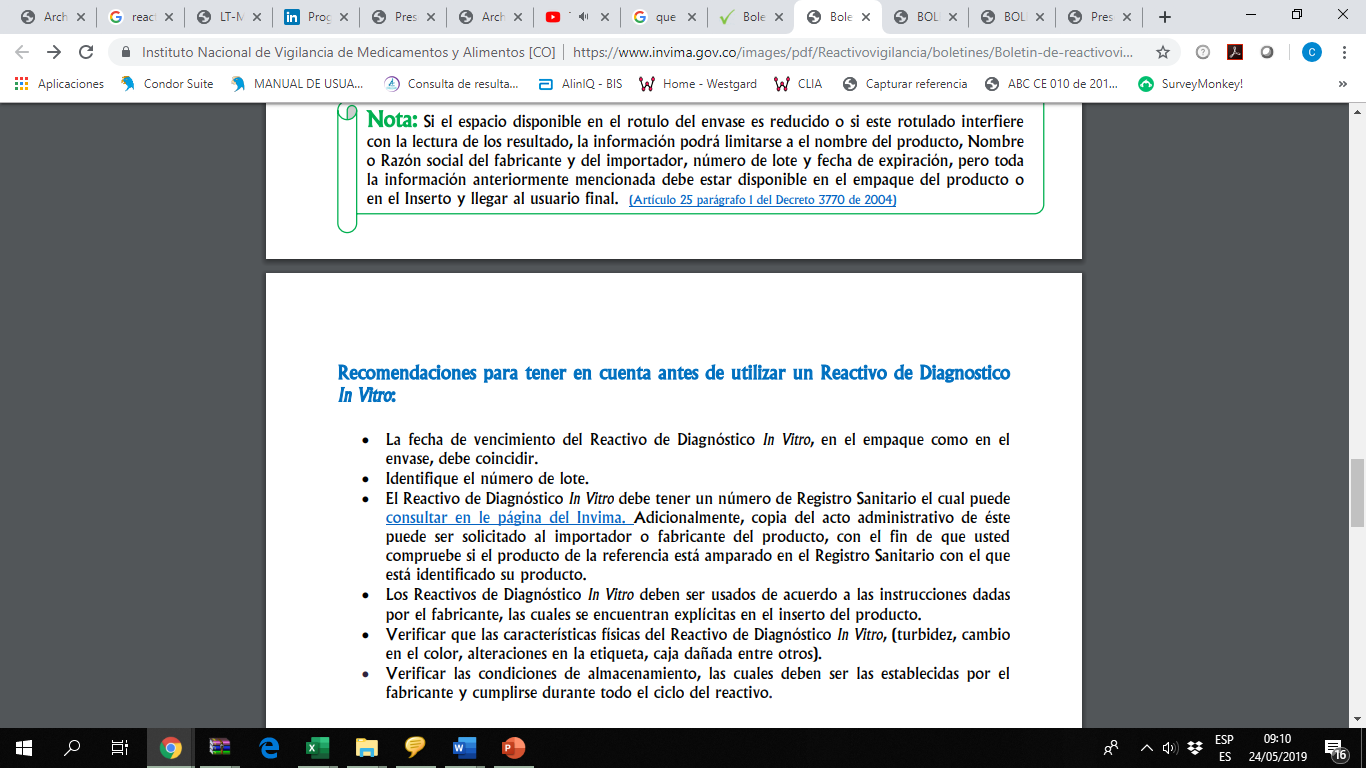 Arch
reac
LT-M
Prog
Pres
Arch
que
Bole
Bole
BOL
BOL
Pres
Instituto Nacional de Vigilancia de Medicamentos y Alimentos [CO]
https://www.invima.gov.co/images/pdf/Reactivovigilancia/boletines/Boletin-de-reactivovi...
C
Aplicaciones
Condor Suite
MANUAL DE USUA...
Consulta de resulta...
AlinIQ - BIS
Home - Westgard
CLIA
Capturar referencia
ABC CE 010 de 201...
SurveyMonkey!
»
Nota: Si el espacio disponible en el rotulo del envase es reducido o si este rotulado interfiere
con la lectura de los resultado, la información podrá limitarse a el nombre del producto, Nombre
o Razón social del fabricante y del importador, número de lote y fecha de expiración, pero toda
la información anteriormente mencionada debe estar disponible en el empaque del producto o
en el Inserto y llegar al usuario final. (Artículo 25 parágrafo I del Decreto 3770 de 2004)
Recomendaciones para tener en cuenta antes de utilizar un Reactivo de Diagnostico
In Vitro:
• La fecha de vencimiento del Reactivo de Diagnóstico In Vitro, en el empaque como en el
envase, debe coincidir.
• Identifique el número de lote.
• El Reactivo de Diagnóstico In Vitro debe tener un número de Registro Sanitario el cual puede
consultar en le página del Invima. Adicionalmente, copia del acto administrativo de éste
puede ser solicitado al importador o fabricante del producto, con el fin de que usted
compruebe si el producto de la referencia está amparado en el Registro Sanitario con el que
está identificado su producto.
• Los Reactivos de Diagnóstico In Vitro deben ser usados de acuerdo a las instrucciones dadas
por el fabricante, las cuales se encuentran explícitas en el inserto del producto.
• Verificar que las características físicas del Reactivo de Diagnóstico In Vitro, (turbidez, cambio
en el color, alteraciones en la etiqueta, caja dañada entre otros).
• Verificar las condiciones de almacenamiento, las cuales deben ser las establecidas por el
fabricante y cumplirse durante todo el ciclo del reactivo.
ESP
ES
09:10
24/05/2019
16